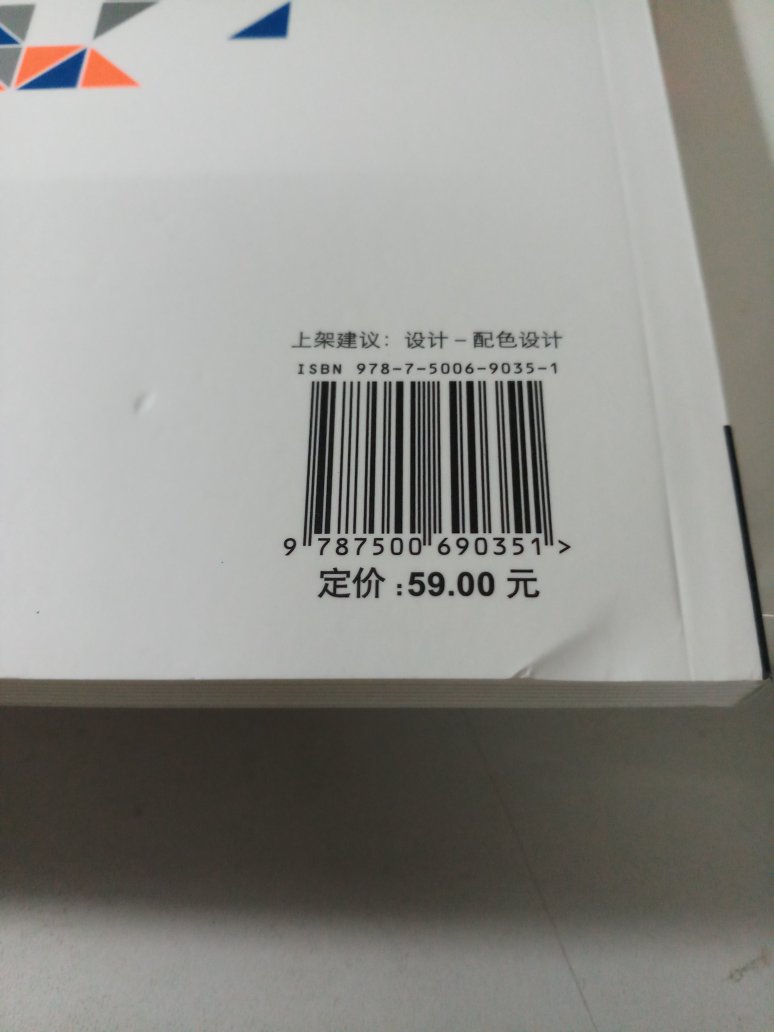 上架建议：设计－配色设计
ISBN 978-7-5006-9035-1
9 787500 690351 >
定价：59.00 元